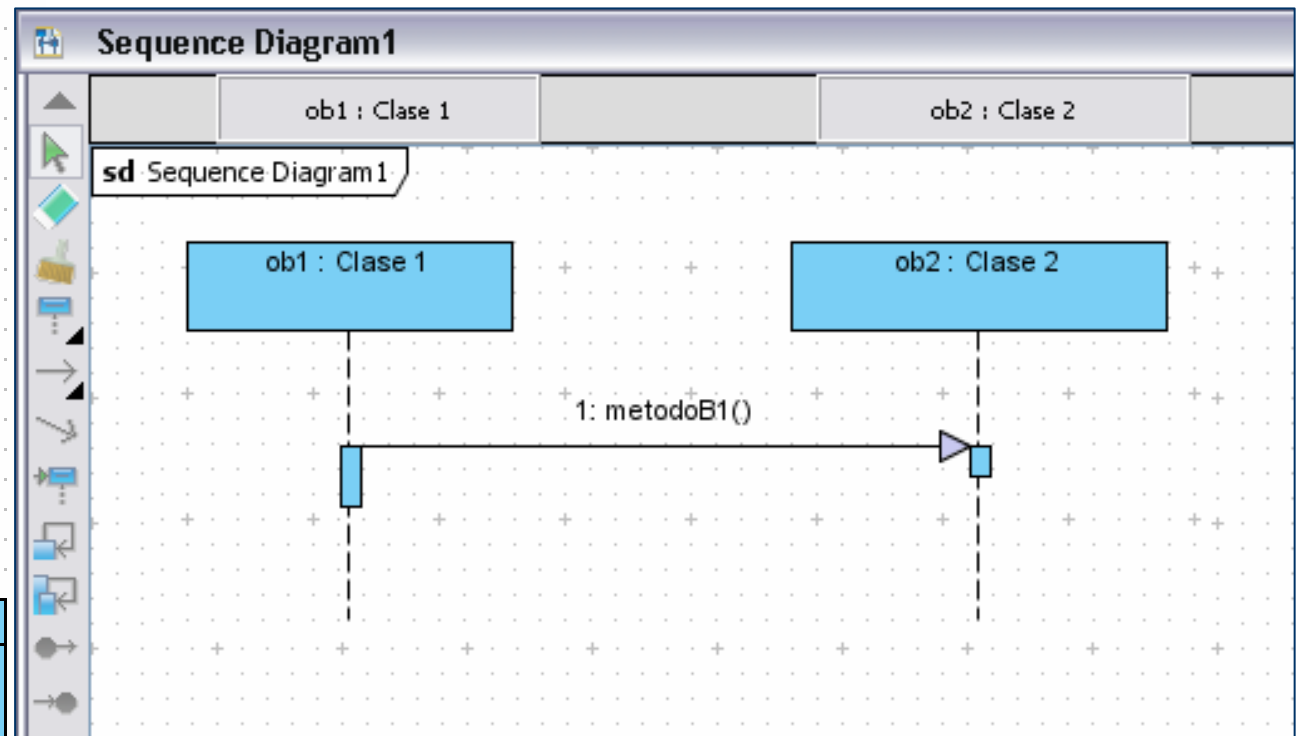 Sequence Diagram1
ob1 : Clase 1
ob2 : Clase 2
sd Sequence Diagram1
ob1 : Clase 1
ob2 : Clase 2
1: metodoB1()